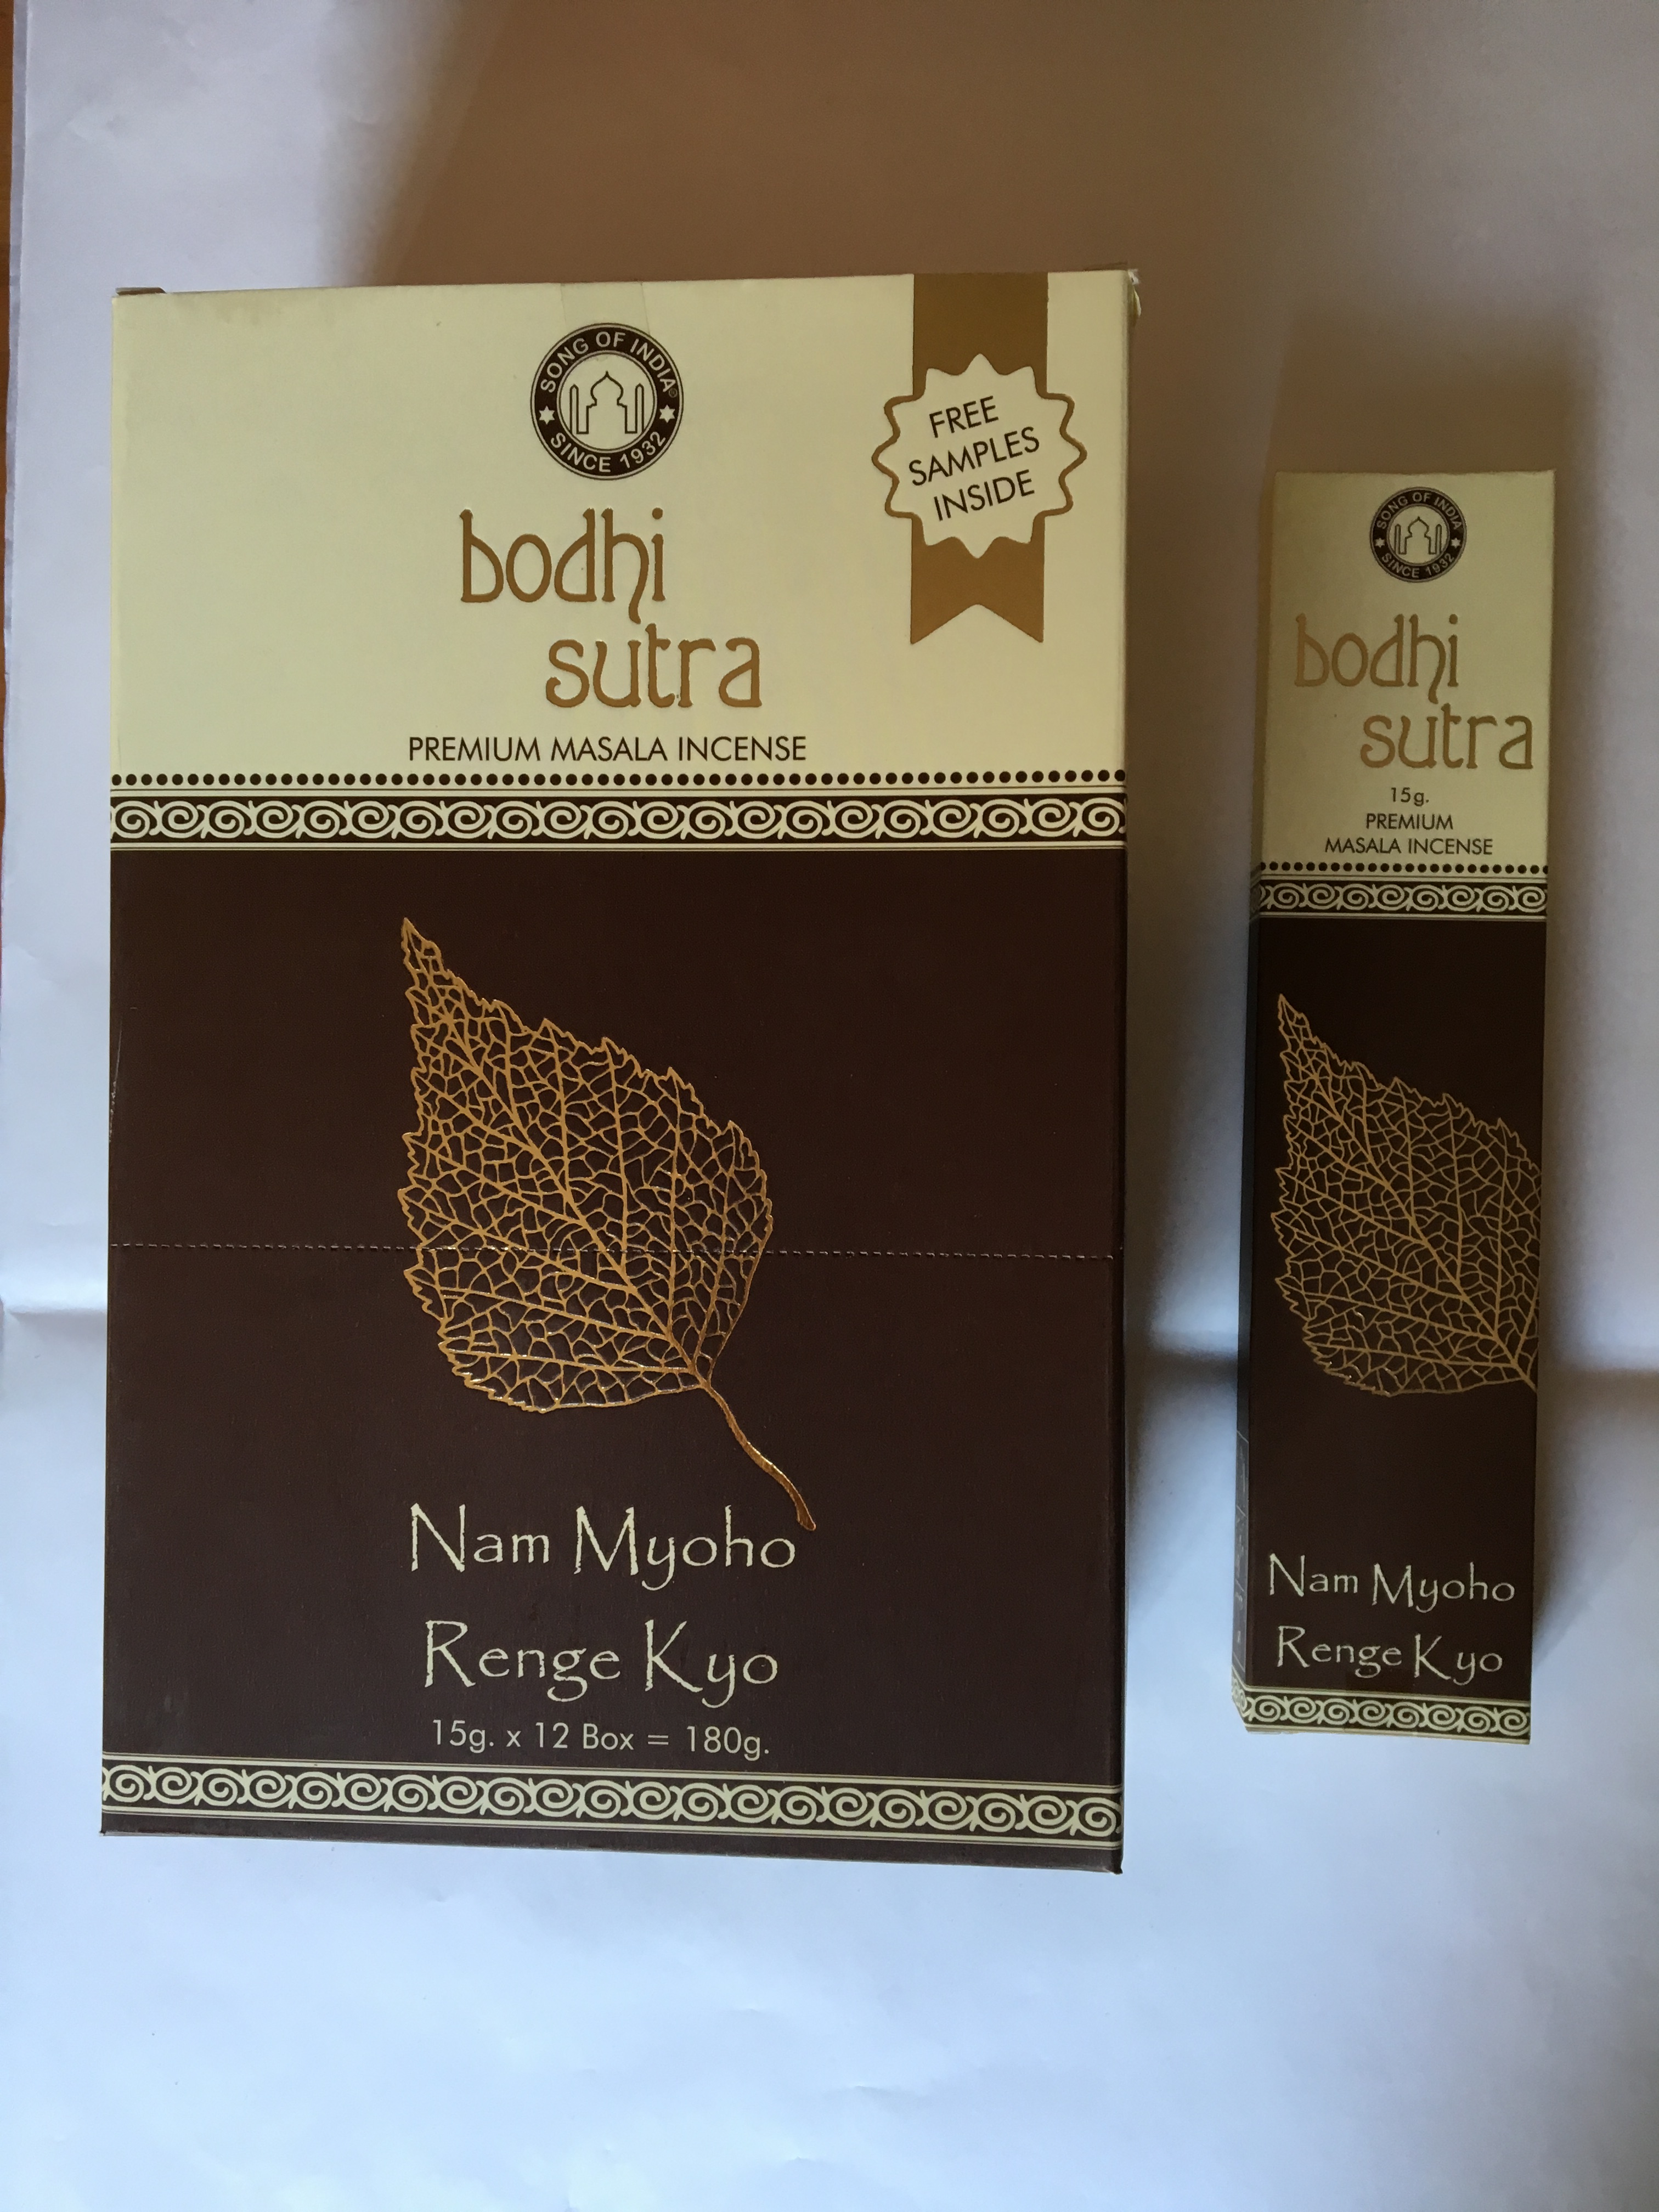 SONG OF INDIA®
SINCE 1932
FREE
SAMPLES
INSIDE
bodhi
sutra
PREMIUM MASALA INCENSE
Nam Myoho
Renge Kyo
15g. x 12 Box = 180g.
SONG OF INDIA
SINCE 1932
bodhi
sutra
15g.
PREMIUM
MASALA INCENSE
Nam Myoho
Renge Kyo